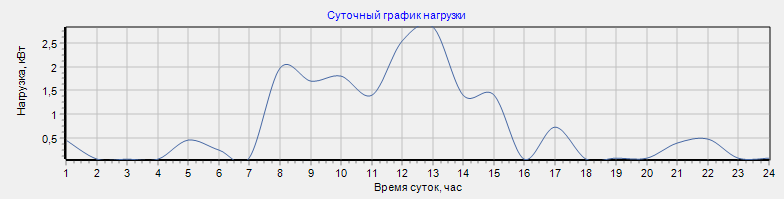 Суточный график нагрузки
Нагрузка, кВт
2,5
2
1,5
1
0,5
1 2 3 4 5 6 7 8 9 10 11 12 13 14 15 16 17 18 19 20 21 22 23 24
Время суток, час